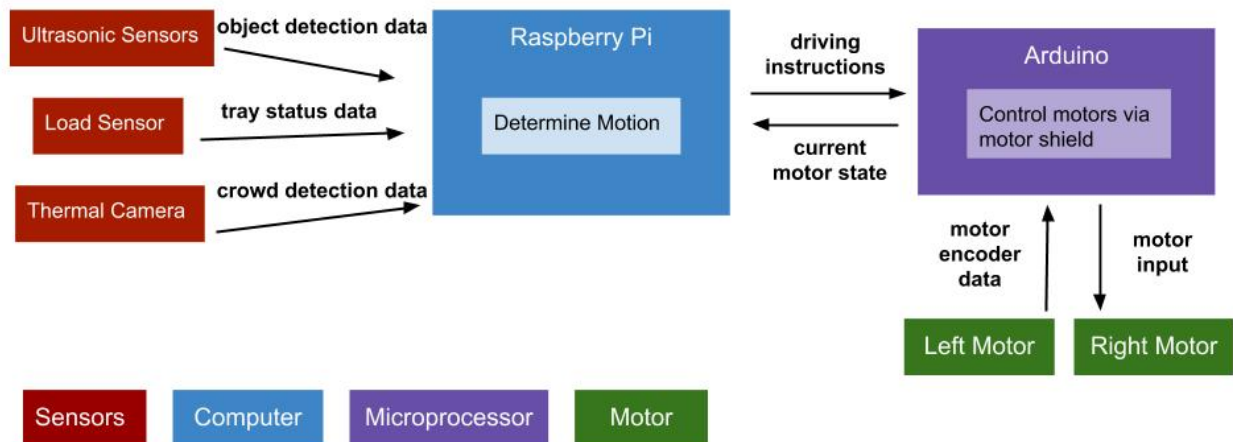 Ultrasonic Sensors
object detection data
Load Sensor
tray status data
Thermal Camera
crowd detection data
Raspberry Pi
Determine Motion
driving
instructions
current
motor state
Arduino
Control motors via
motor shield
motor
encoder
data
motor
input
Left Motor
Right Motor
Sensors
Computer
Microprocessor
Motor